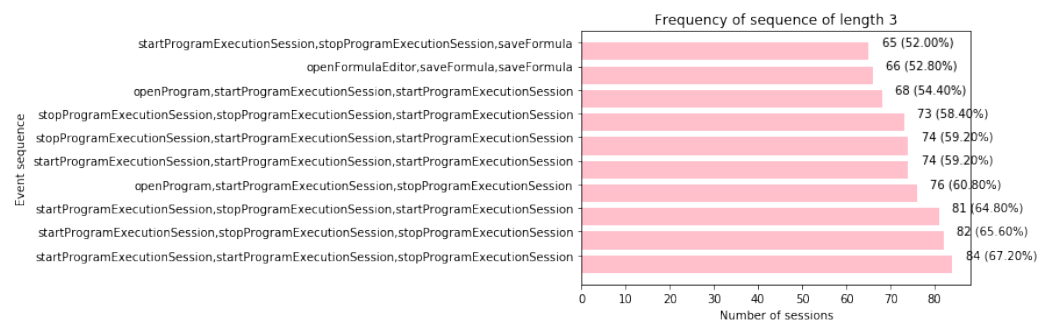 Frequency of sequence of length 3
startProgramExecutionSession,stopProgramExecutionSession,saveFormula 65 (52.00%)
openFormulaEditor,saveFormula,saveFormula 66 (52.80%)
openProgram,startProgramExecutionSession,startProgramExecutionSession 68 (54.40%)
stopProgramExecutionSession,stopProgramExecutionSession,startProgramExecutionSession 73 (58.40%)
stopProgramExecutionSession,startProgramExecutionSession,startProgramExecutionSession 74 (59.20%)
startProgramExecutionSession,startProgramExecutionSession,startProgramExecutionSession 74 (59.20%)
openProgram,startProgramExecutionSession,stopProgramExecutionSession 76 (60.80%)
startProgramExecutionSession,stopProgramExecutionSession,startProgramExecutionSession 81 (64.80%)
startProgramExecutionSession,stopProgramExecutionSession,stopProgramExecutionSession 82 (65.60%)
startProgramExecutionSession,startProgramExecutionSession,stopProgramExecutionSession 84 (67.20%)
Event sequence
0 10 20 30 40 50 60 70 80
Number of sessions